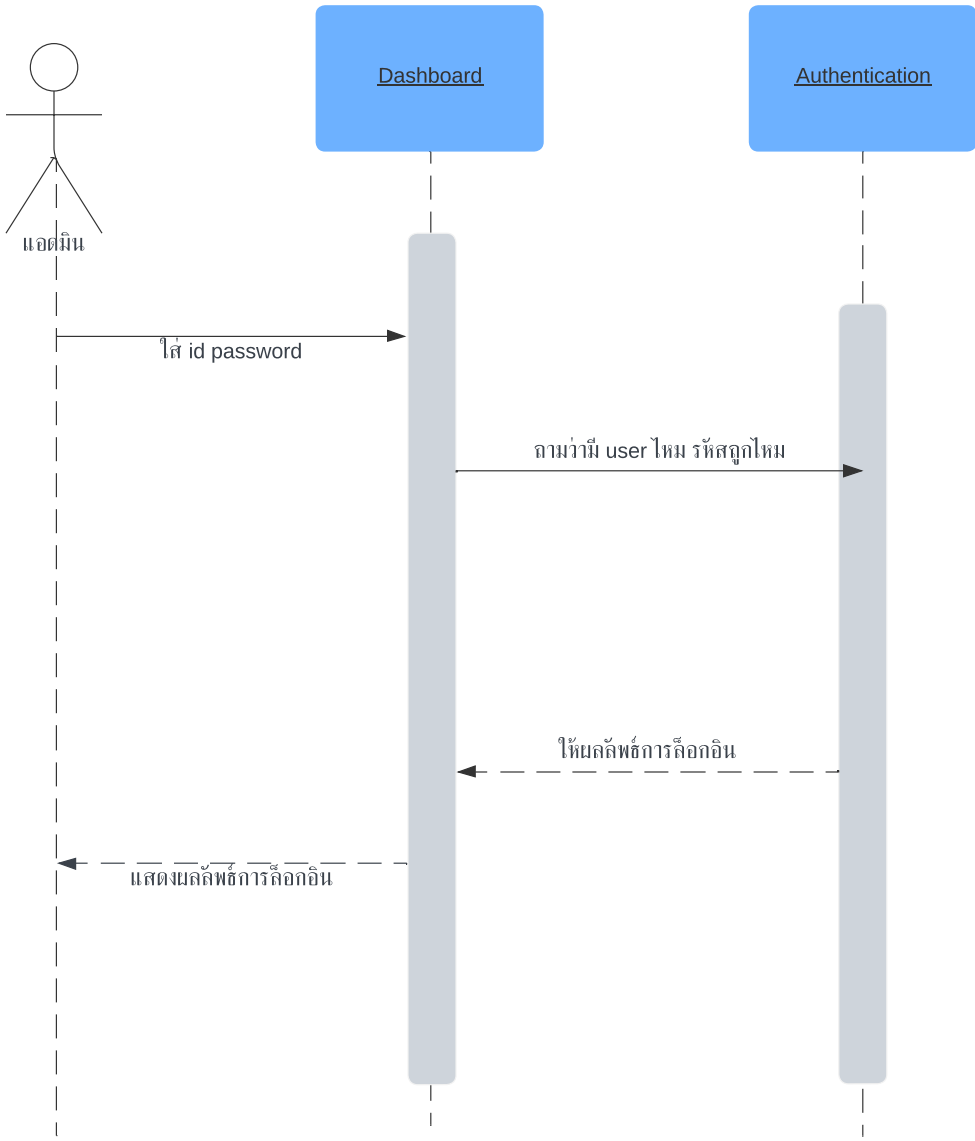 Dashboard
Authentication
แอดมิน
ใส่ id password
ถามว่ามี user ไหม รหัสถูกไหม
ให้ผลลัพธ์การล็อกอิน
แสดงผลลัพธ์การล็อกอิน